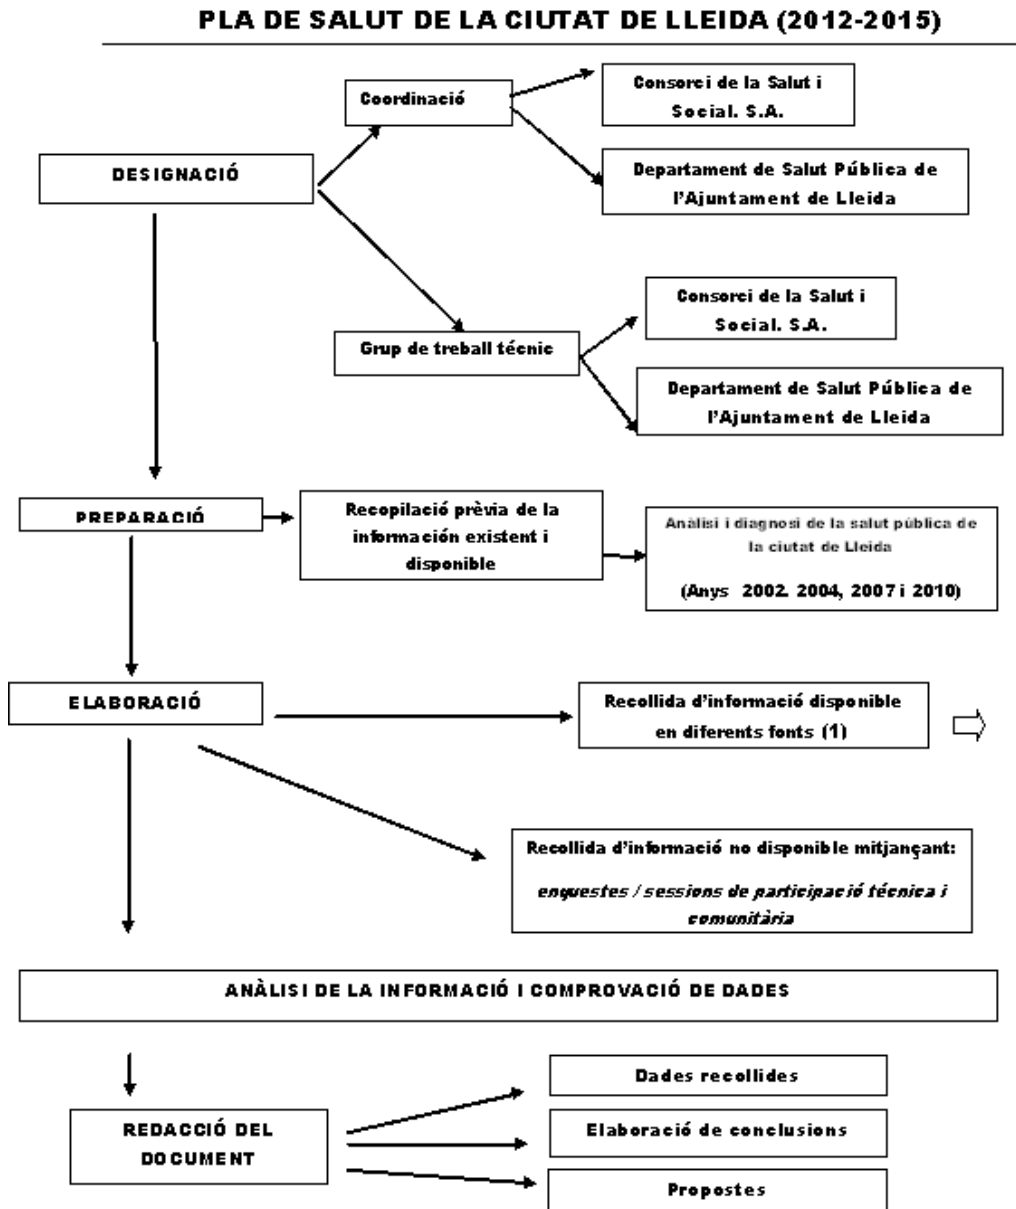 PLA DE SALUT DE LA CIUTAT DE LLEIDA (2012-2015)
Coordinació
Consorci de la Salut i
Social. S.A.
DESIGNACIÓ
Departament de Salut Pública de
l'Ajuntament de Lleida
Consorci de la Salut i
Social. S.A.
Grup de treball técnic
Departament de Salut Pública de
l'Ajuntament de Lleida
PREPARACIÓ
Recopilació prèvia de la
información existent i
disponible
Anàlisi i diagnosi de la salut pública de
la ciutat de Lleida
(Anys 2002. 2004, 2007 i 2010)
ELABORACIÓ
Recollida d'informació disponible
en diferents fonts (1)
Recollida d'informació no disponible mitjançant:
enquestes / sessions de participació técnica i
comunitària
ANÀLISI DE LA INFORMACIÓ I COMPROVACIÓ DE DADES
REDACCIÓ DEL
DOCUMENT
Dades recollides
Elaboració de conclusions
Propostes